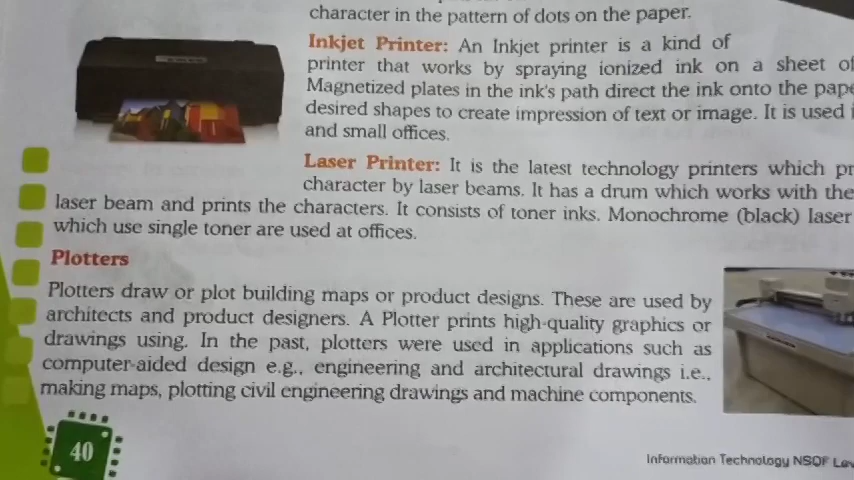 character in the pattern of dots on the paper.
Inkjet Printer: An Inkjet printer is a kind of
printer that works by spraying ionized ink on a sheet of
Magnetized plates in the ink's path direct the ink onto the
desired shapes to create impression of text or image. It is used
and small offices.
Laser Printer: It is the latest technology printers which
character by laser beams. It has a drum which works with the
laser beam and prints the characters. It consists of toner inks. Monochrome (black) laser
which use single toner are used at offices.
Plotters
Plotters draw or plot building maps or product designs. These are used by
architects and product designers. A Plotter prints high-quality graphics or
drawings using. In the past, plotters were used in applications such as
computer-aided design e.g., engineering and architectural drawings i.e.,
making maps, plotting civil engineering drawings and machine components.
40
Information Technology NSQF